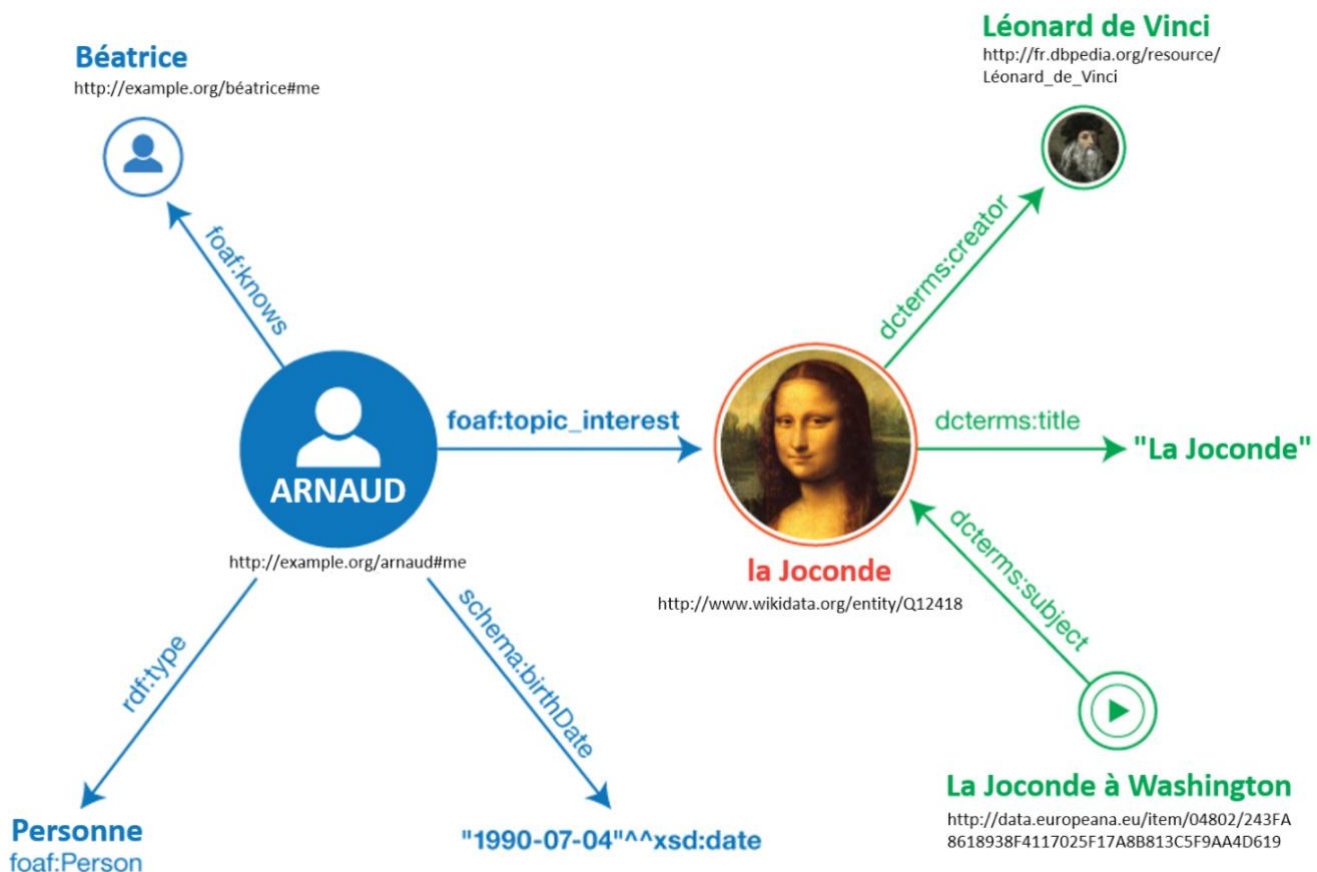 Béatrice
http://example.org/béatrice#me
Léonard de Vinci
http://fr.dbpedia.org/resource/
Léonard_de_Vinci
foaf:knows
dcterms:creator
ARNAUD
http://example.org/arnaud#me
foaf:topic_interest
dcterms:title
"La Joconde"
la Joconde
http://www.wikidata.org/entity/Q12418
dcterms:subject
rdf:type
schema:birthDate
Personne
foaf:Person
"1990-07-04"^^xsd:date
La Joconde à Washington
http://data.europeana.eu/item/04802/243FA
8618938F4117025F17A8B813C5F9AA4D619